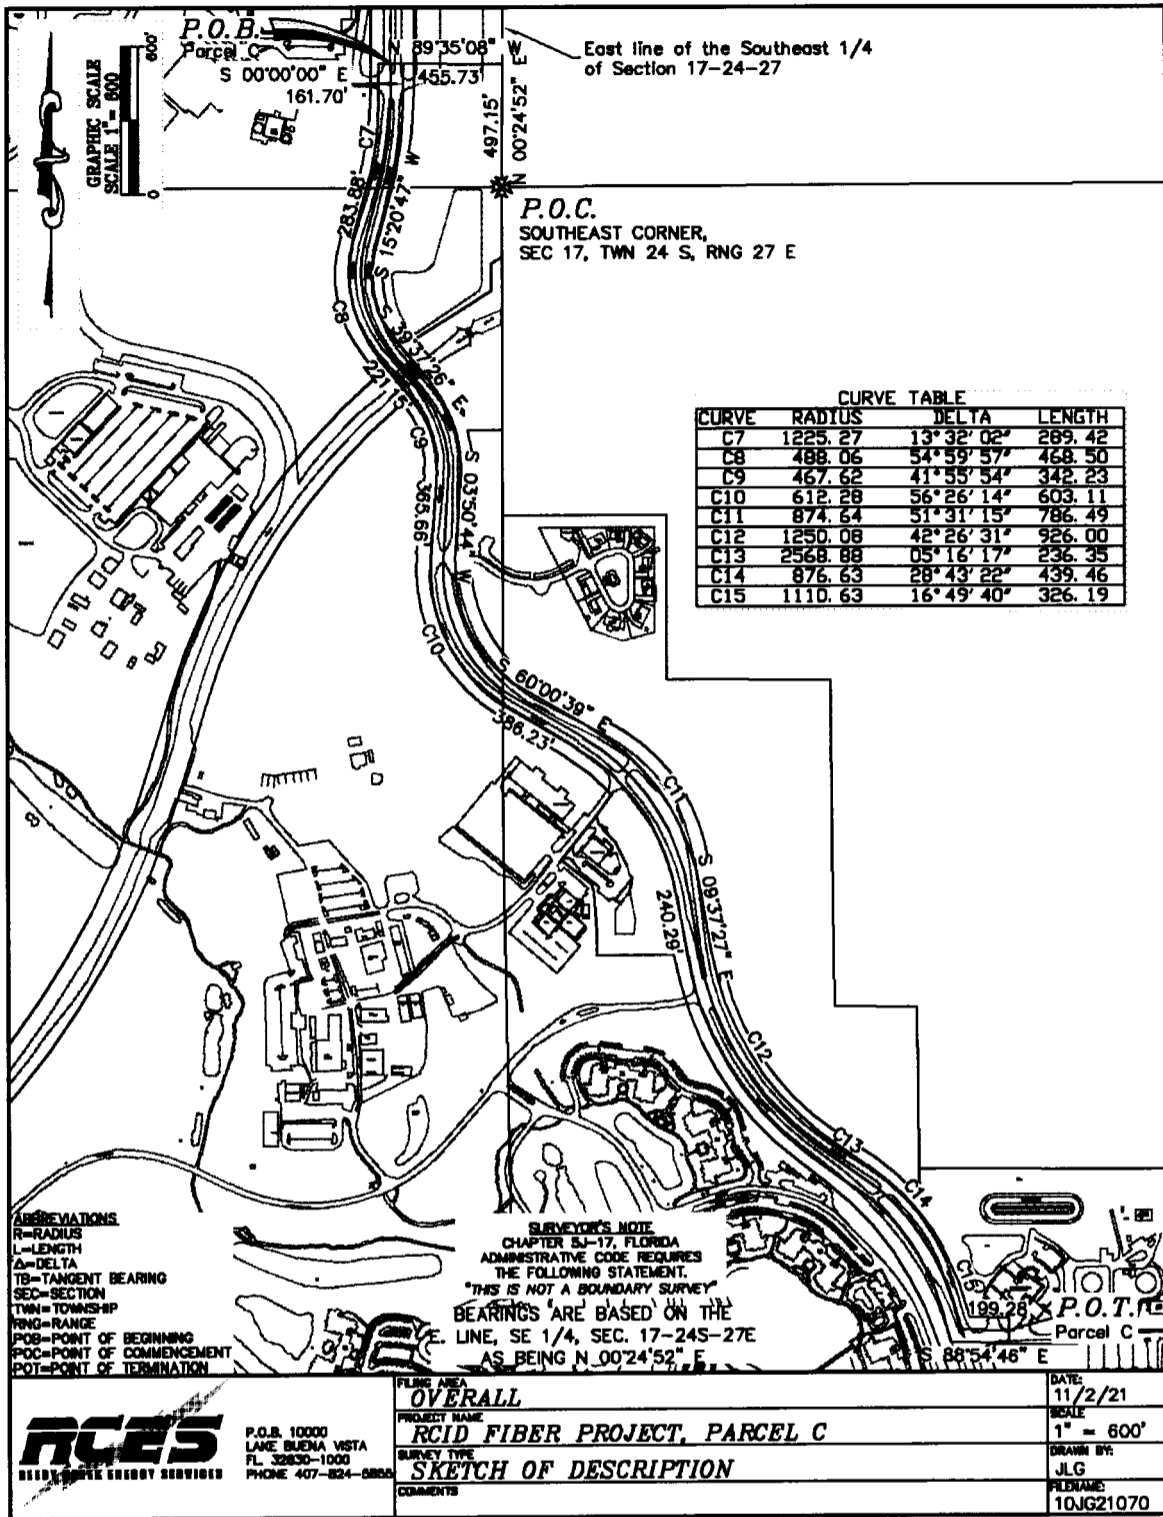 P.O.B.
Parcel C
N 89°35'08" W
455.73'
S 00°00'00" E
161.70'
East line of the Southeast 1/4
of Section 17-24-27
GRAPHIC SCALE
SCALE 1" = 600
600'
0
497.15'
N 00°24'52" E
C7
283.88'
S 15°20'47" W
P.O.C.
SOUTHEAST CORNER,
SEC 17, TWN 24 S, RNG 27 E
C8
S 39°37'26" E
221.15'
C9
365.66'
S 03°50'44" W
CURVE TABLE
CURVE RADIUS DELTA LENGTH
C7 1225.27 13°32'02" 289.42
C8 488.06 54°59'57" 468.50
C9 467.62 41°55'54" 342.23
C10 612.28 56°26'14" 603.11
C11 874.64 51°31'15" 786.49
C12 1250.08 42°26'31" 926.00
C13 2568.88 05°16'17" 236.35
C14 876.63 28°43'22" 439.46
C15 1110.63 16°49'40" 326.19
C10
S 60°00'39" E
386.23'
C11
S 09°37'27" E
240.29'
C12
C13
C14
C15
199.28'
P.O.T.
Parcel C
S 88°54'46" E
ABBREVIATIONS
R=RADIUS
L=LENGTH
Δ=DELTA
TB=TANGENT BEARING
SEC=SECTION
TWN=TOWNSHIP
RNG=RANGE
POB=POINT OF BEGINNING
POC=POINT OF COMMENCEMENT
POT=POINT OF TERMINATION
SURVEYOR'S NOTE
CHAPTER 5J-17, FLORIDA
ADMINISTRATIVE CODE REQUIRES
THE FOLLOWING STATEMENT.
"THIS IS NOT A BOUNDARY SURVEY"
BEARINGS ARE BASED ON THE
E. LINE, SE 1/4, SEC. 17-24S-27E
AS BEING N 00°24'52" E
RCES
REEDY CREEK ENERGY SERVICES
P.O.B. 10000
LAKE BUENA VISTA
FL 32830-1000
PHONE 407-824-
FILING AREA
OVERALL
PROJECT NAME
RCID FIBER PROJECT, PARCEL C
SURVEY TYPE
SKETCH OF DESCRIPTION
COMMENTS
DATE:
11/2/21
SCALE
1" = 600'
DRAWN BY:
JLG
FILENAME:
10JG21070